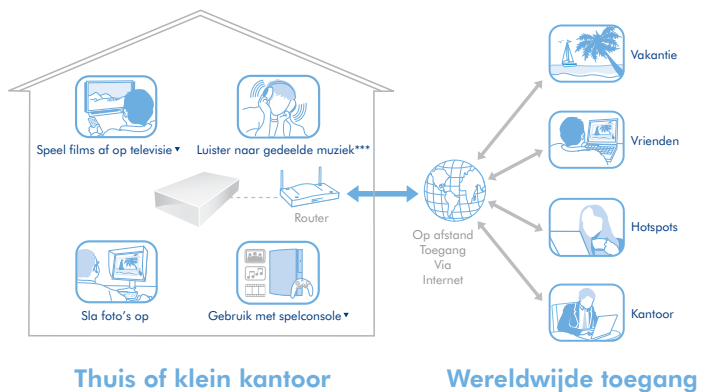 Speel films af op televisie ▾
Luister naar gedeelde muziek***
Router
Sla foto's op
Gebruik met spelconsole ▾
Op afstand
Toegang
Via
Internet
Vakantie
Vrienden
Hotspots
Kantoor
Thuis of klein kantoor
Wereldwijde toegang